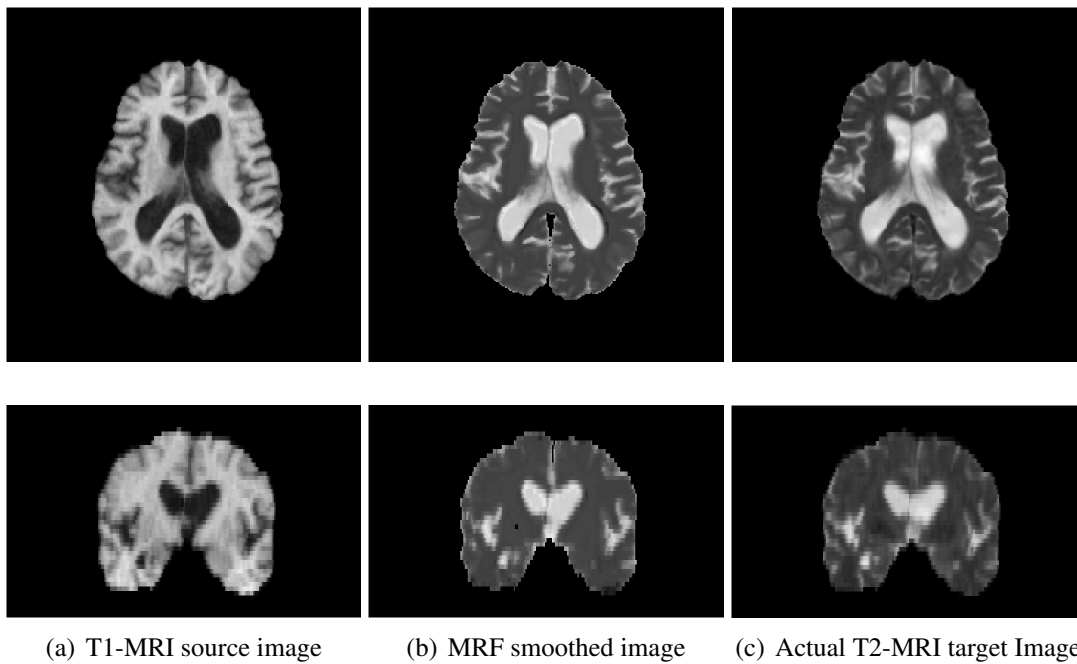 (a) T1-MRI source image
(b) MRF smoothed image
(c) Actual T2-MRI target Image